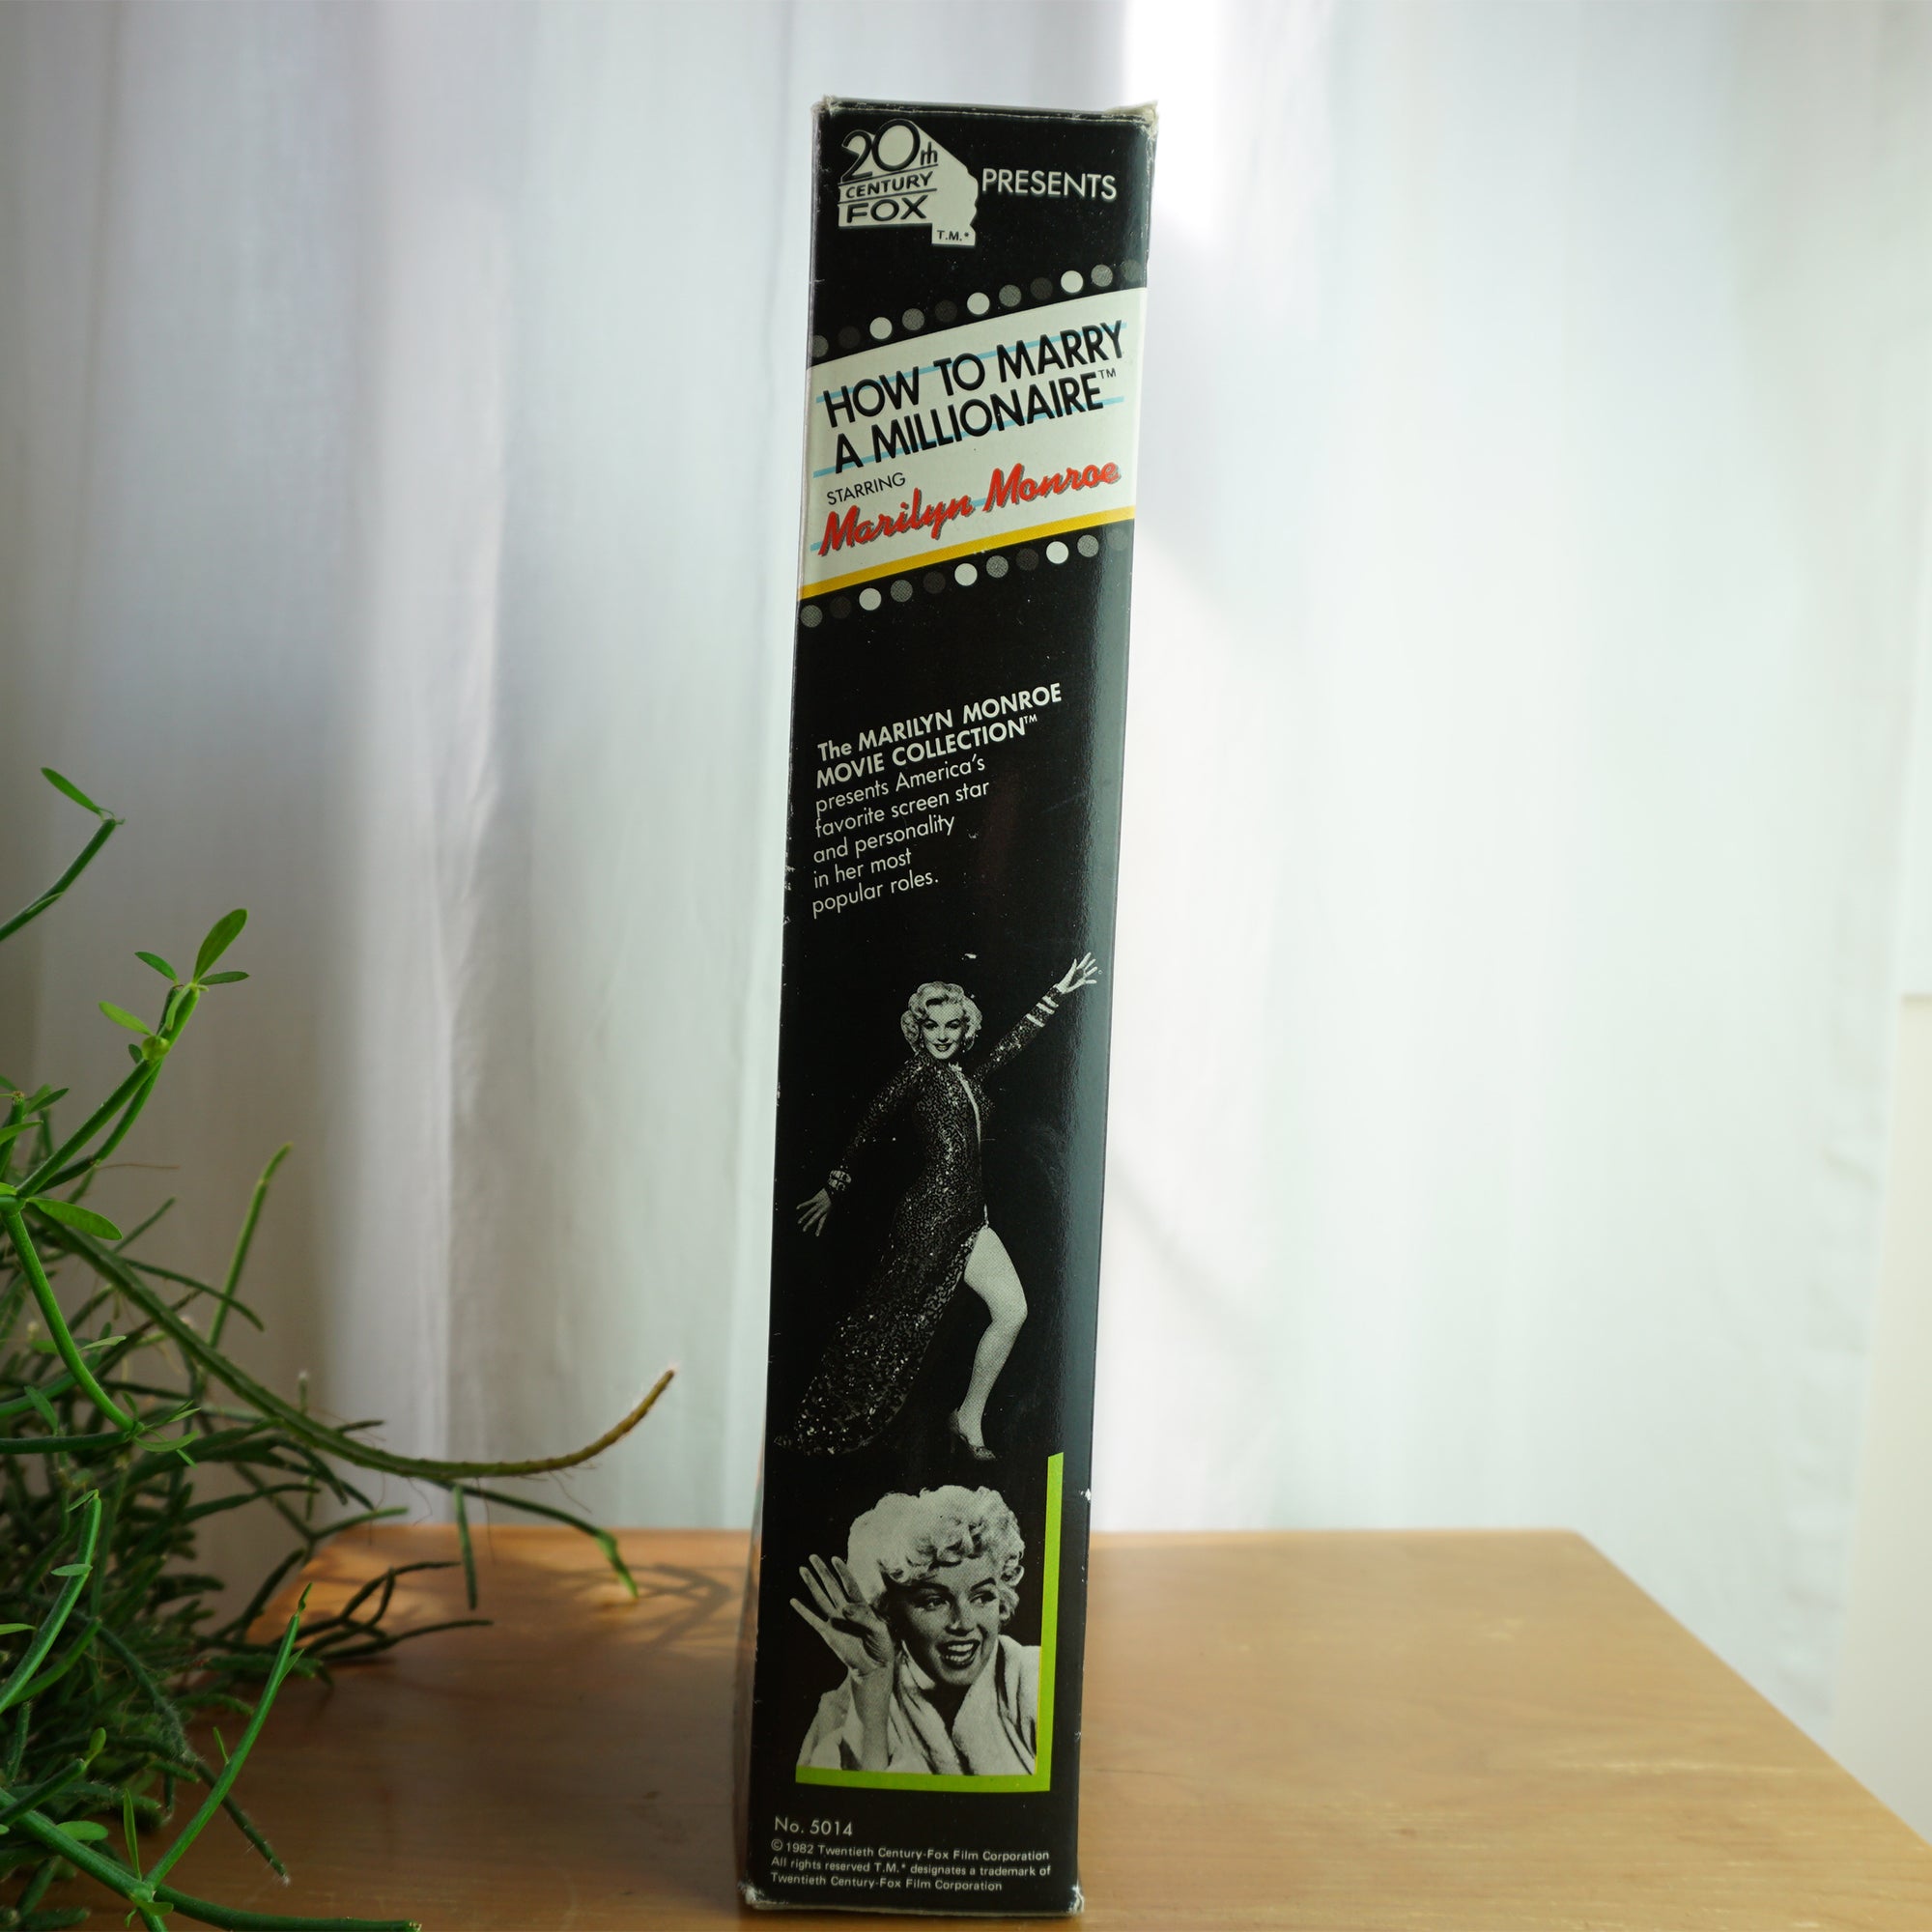 20th
CENTURY
FOX
T.M.*
PRESENTS
HOW TO MARRY
A MILLIONAIRE™
STARRING
Marilyn Monroe
The MARILYN MONROE
MOVIE COLLECTION™
presents America's
favorite screen star
and personality
in her most
popular roles.
No. 5014
© 1982 Twentieth Century-Fox Film Corporation
All rights reserved T.M.* designates a trademark of
Twentieth Century-Fox Film Corporation